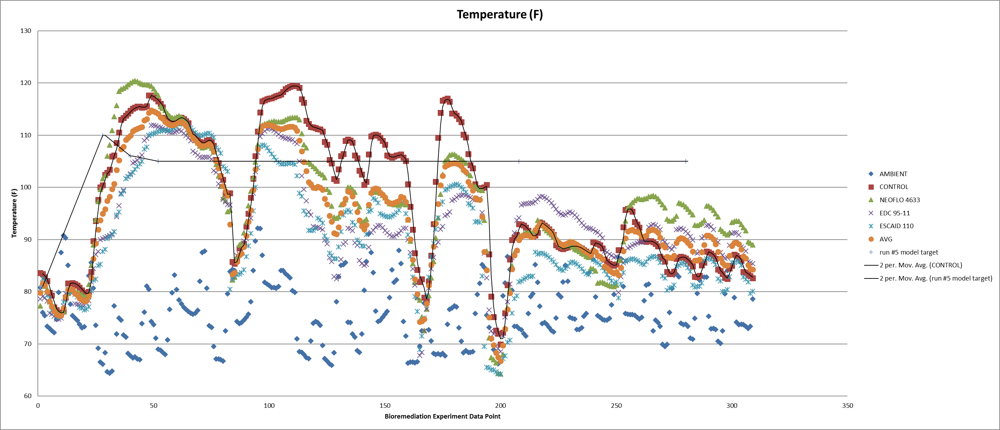 Temperature (F)
130
120
110
100
90
80
70
60
Temperature (F)
0 50 100 150 200 250 300 350
Bioremediation Experiment Data Point
AMBIENT
CONTROL
NEOFLO 4633
EDC 95-11
ESCAID 110
AVG
run #5 model target
2 per. Mov. Avg. (CONTROL)
2 per. Mov. Avg. (run #5 model target)